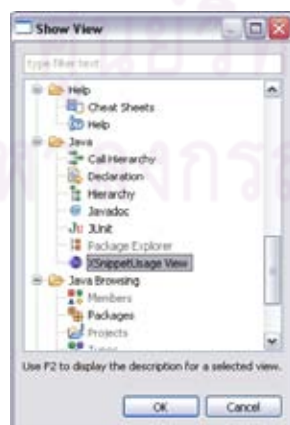 Show View
type filter text
Help
Cheat Sheets
Help
Java
Call Hierarchy
Declaration
Hierarchy
Javadoc
JUnit
Package Explorer
XSnippetUsage View
Java Browsing
Members
Packages
Projects
Use F2 to display the description for a selected view.
OK
Cancel